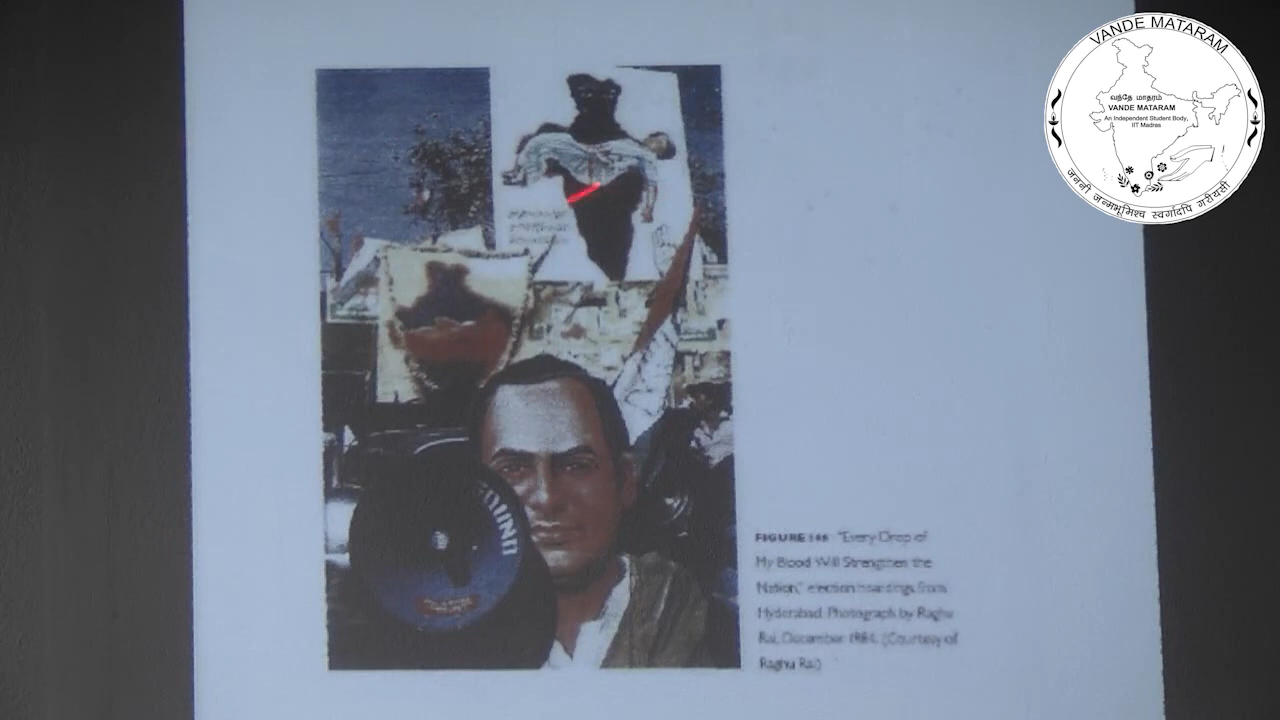 VANDE MATARAM
வந்தே மாதரம்
VANDE MATARAM
An Independent Student Body,
IIT Madras
जननी जन्मभूमिश्च स्वर्गादपि गरीयसी
FIGURE "Every Drop of
My Blood Will Strengthen the
Nation," election hoardings from
Hyderabad. Photograph by Raghu
Rai, December 1984. (Courtesy of
Raghu Rai)